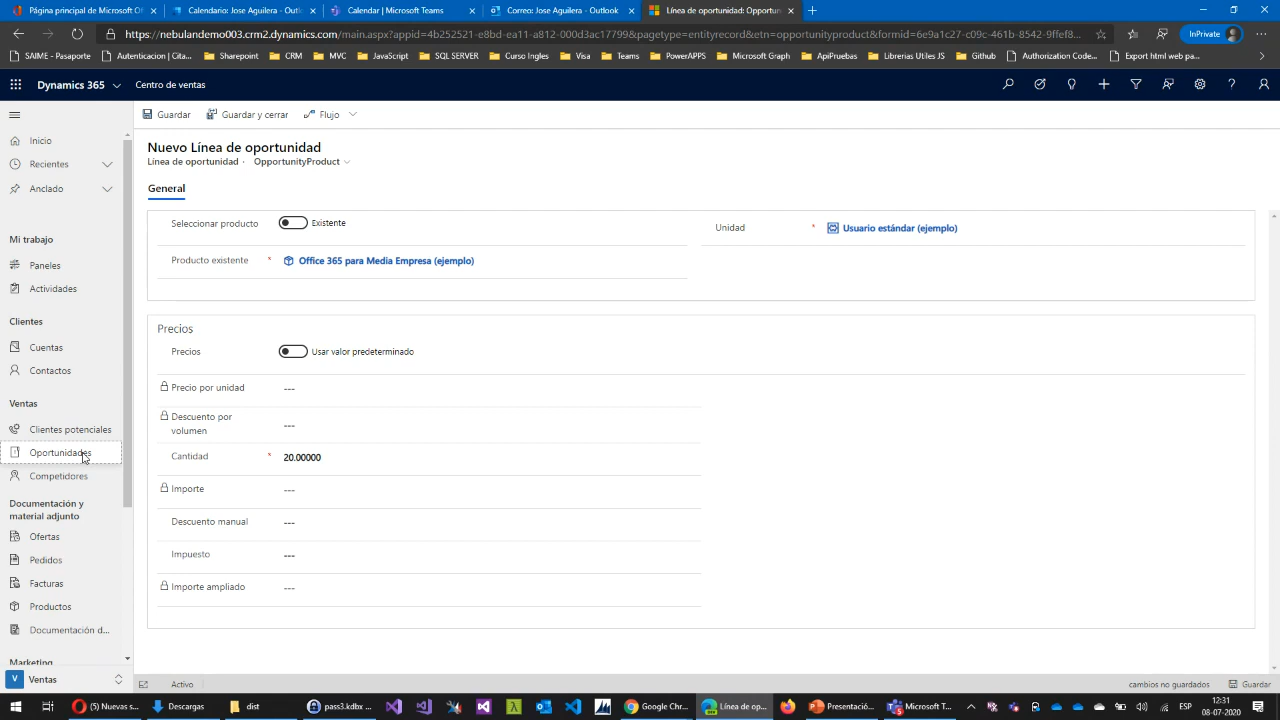 Página principal de Microsoft Of
Calendario: Jose Aguilera - Outlo
Calendar | Microsoft Teams
Correo: Jose Aguilera - Outlook
Línea de oportunidad: Oportun
https://nebulandemo003.crm2.dynamics.com/main.aspx?appid=4b252521-e8bd-ea11-a812-000d3ac17799&pagetype=entityrecord&etn=opportunityproduct&formid=6e9a1c27-c09c-461b-8542-9ffef8...
InPrivate
SAIME - Pasaporte
Autenticacion | Cita...
Sharepoint
CRM
MVC
JavaScript
SQL SERVER
Curso Ingles
Visa
Teams
PowerAPPS
Microsoft Graph
ApiPruebas
Librerias Utiles JS
Github
Authorization Code...
Export html web pa...
Dynamics 365
Centro de ventas
Guardar
Guardar y cerrar
Flujo
Nuevo Línea de oportunidad
Línea de oportunidad · OpportunityProduct
General
Inicio
Recientes
Anclado
Mi trabajo
Paneles
Actividades
Clientes
Cuentas
Contactos
Ventas
Clientes potenciales
Oportunidades
Competidores
Documentación y
material adjunto
Ofertas
Pedidos
Facturas
Productos
Documentación d...
Marketing
V Ventas
Seleccionar producto
Existente
Unidad *
Usuario estándar (ejemplo)
Producto existente *
Office 365 para Media Empresa (ejemplo)
Precios
Precios
Usar valor predeterminado
Precio por unidad
---
Descuento por
volumen
---
Cantidad *
20.00000
Importe
---
Descuento manual
---
Impuesto
---
Importe ampliado
---
Activo
cambios no guardados
Guardar
(5) Nuevas s...
Descargas
dist
pass3.kdbx ...
Google Chr...
Línea de op...
Presentació...
Microsoft T...
ESP
12:31
08-07-2020